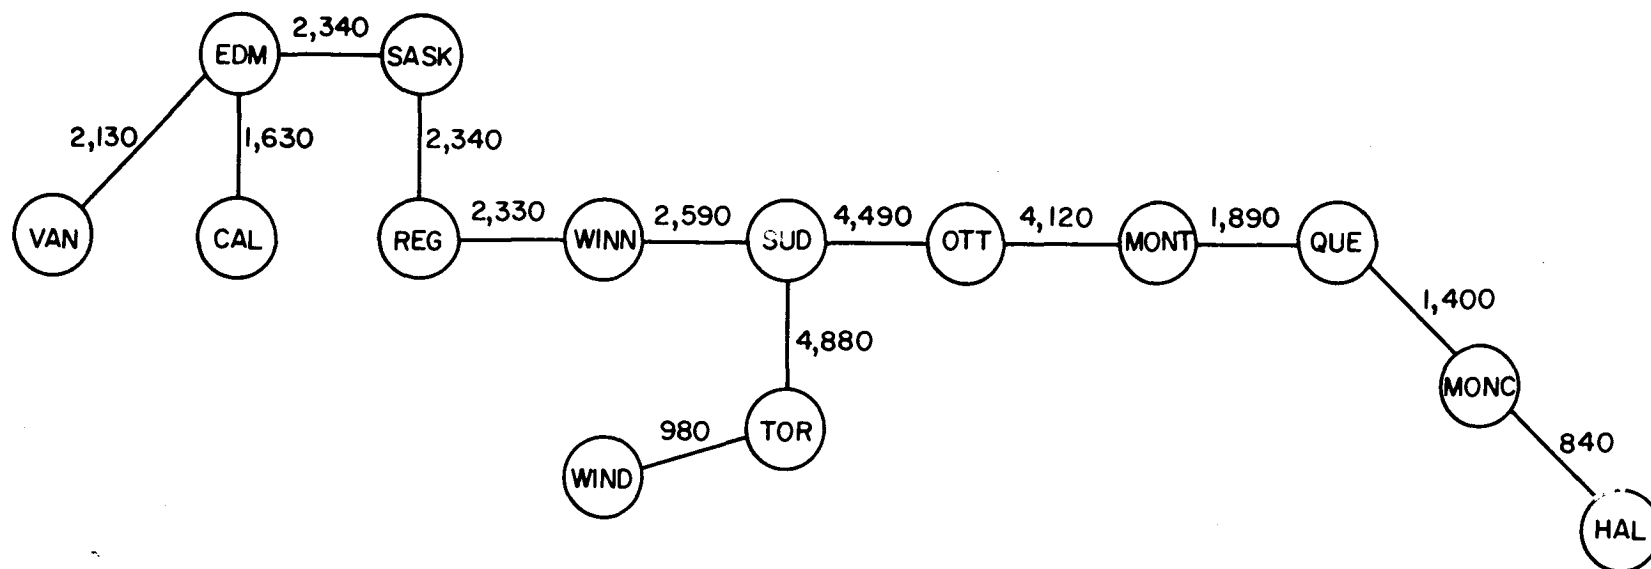 2,340
EDM
SASK
2,130
1,630
2,340
VAN
CAL
REG
2,330
WINN
2,590
SUD
4,490
OTT
4,120
MONT
1,890
QUE
1,400
4,880
MONC
980
TOR
840
WIND
HAL